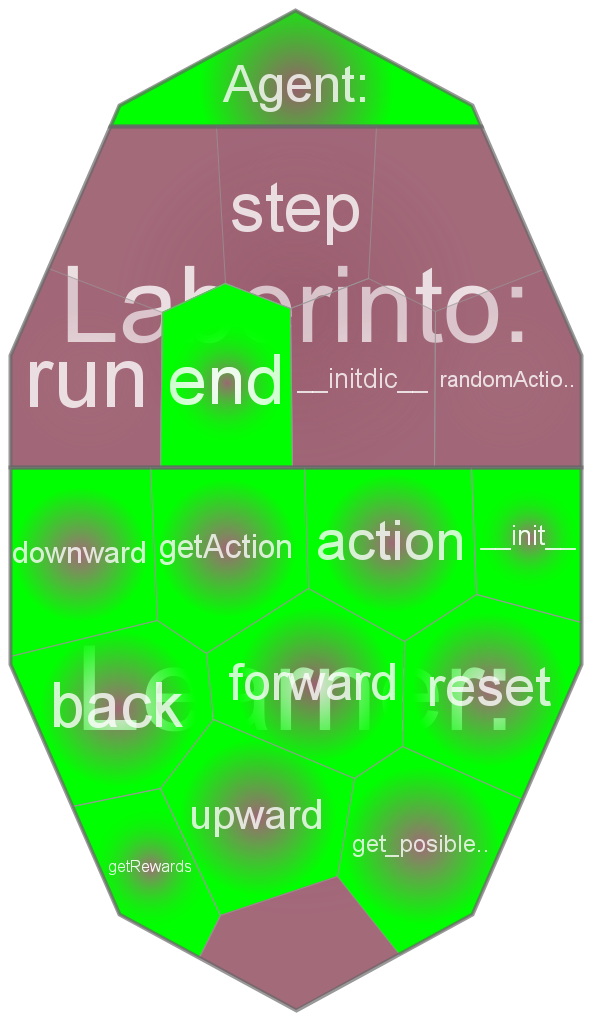 Agent:
step
Laberinto:
run
end
__initdic__
randomActio..
downward
getAction
action
__init__
Learner:
back
forward
reset
upward
getRewards
get_posible..